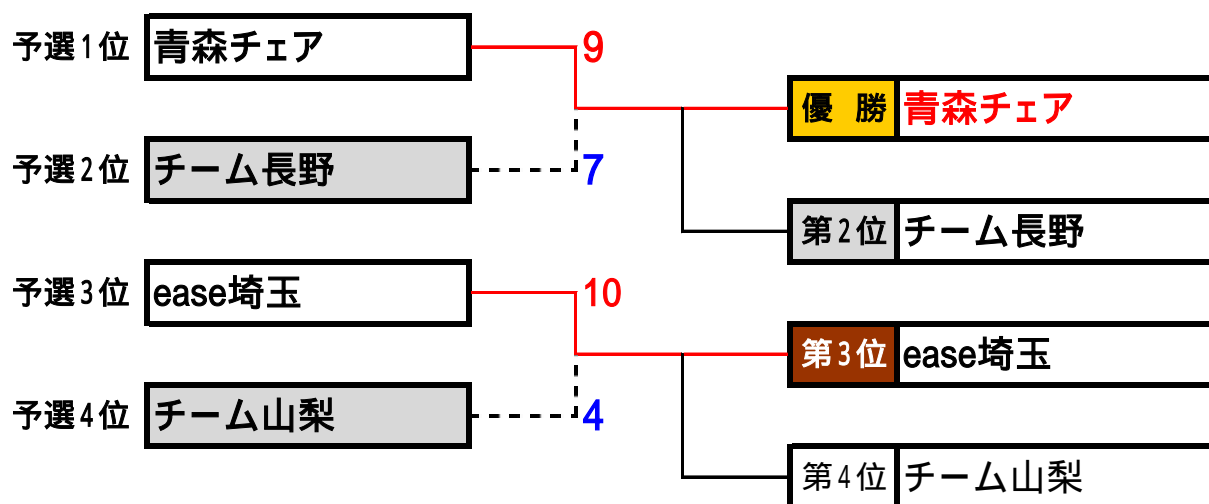 予選1位 青森チェア 9
優 勝 青森チェア
予選2位 チーム長野 7
第2位 チーム長野
予選3位 ease埼玉 10
第3位 ease埼玉
予選4位 チーム山梨 4
第4位 チーム山梨